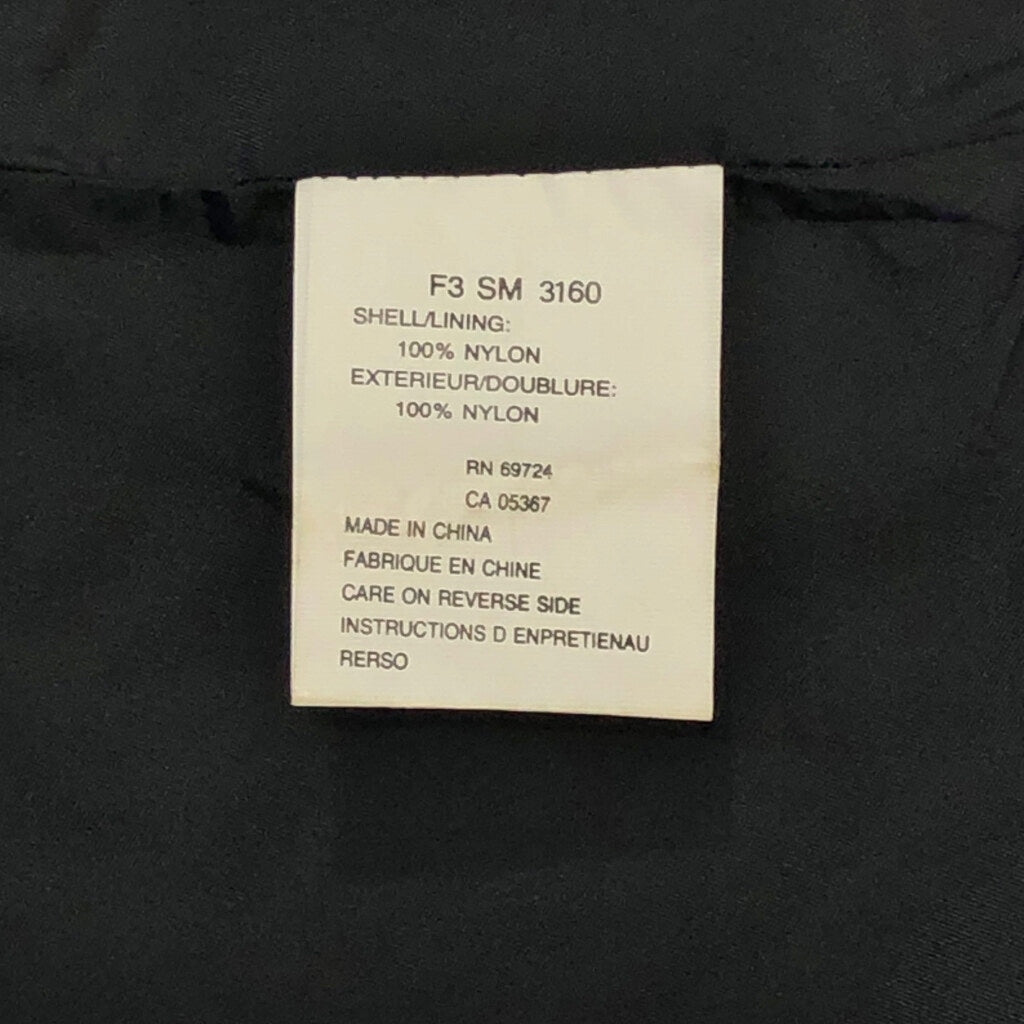 F3 SM 3160
SHELL/LINING:
100% NYLON
EXTERIEUR/DOUBLURE:
100% NYLON
RN 69724
CA 05367
MADE IN CHINA
FABRIQUE EN CHINE
CARE ON REVERSE SIDE
INSTRUCTIONS D ENPRETIENAU
RERSO